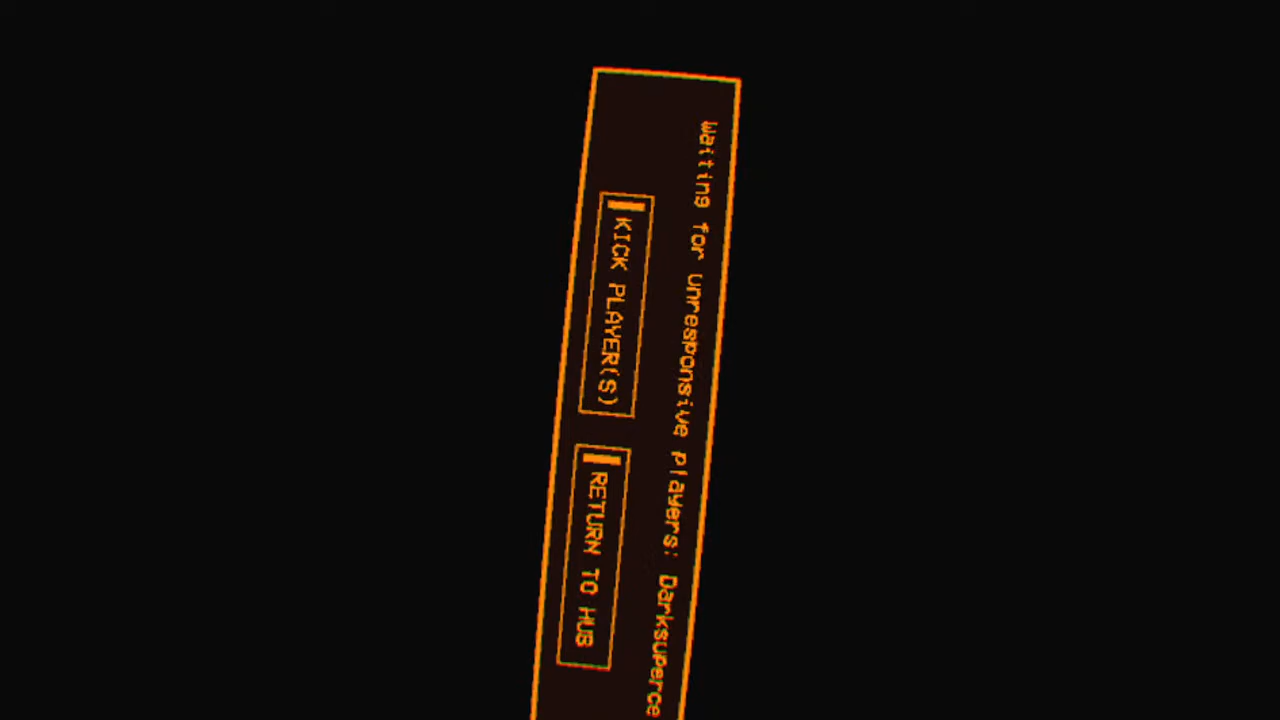 Waiting for unresponsive players: Darksuperce
KICK PLAYER(S)
RETURN TO HUB